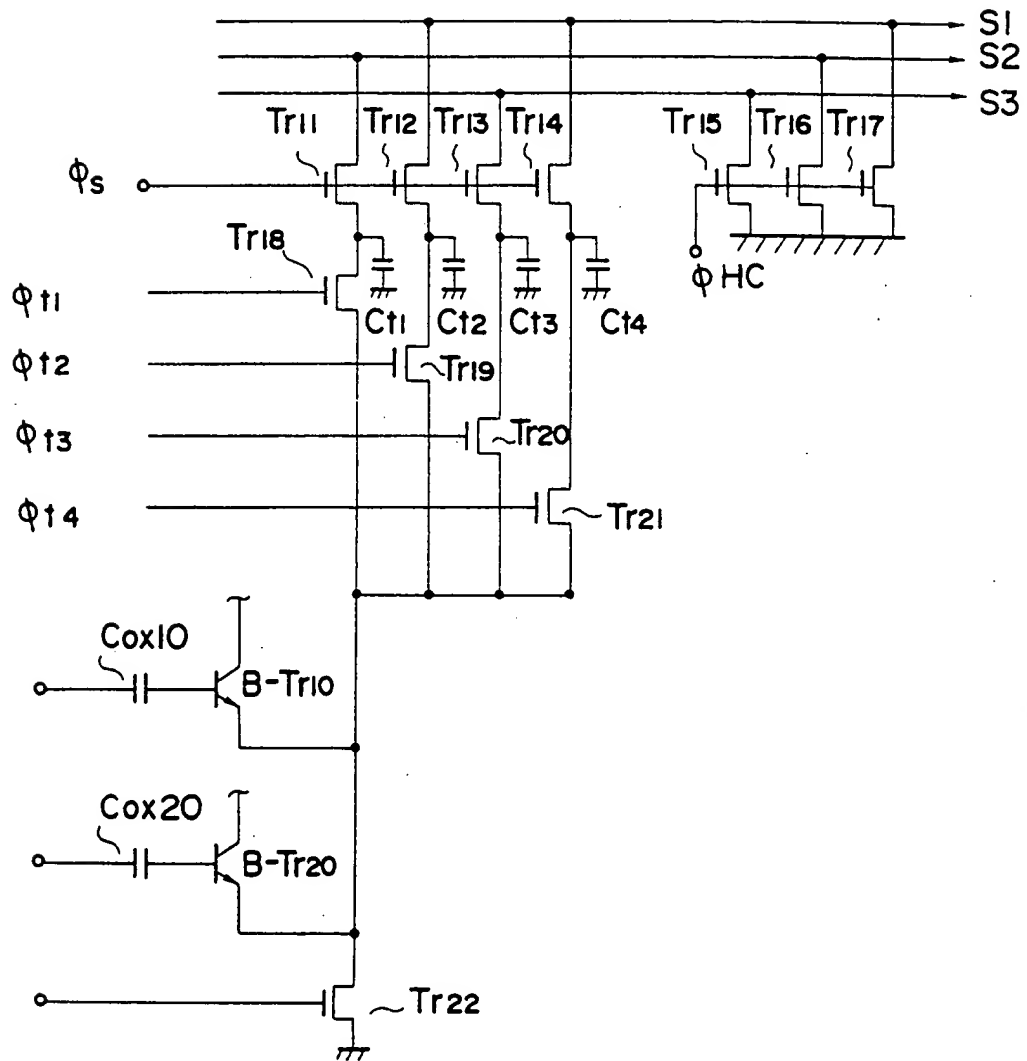 S1
S2
S3
Tr11 Tr12 Tr13 Tr14 Tr15 Tr16 Tr17
ϕs
Tr18
ϕHC
ϕt1
Ct1 Ct2 Ct3 Ct4
ϕt2
Tr19
ϕt3
Tr20
ϕt4
Tr21
Cox10
B-Tr10
Cox20
B-Tr20
Tr22